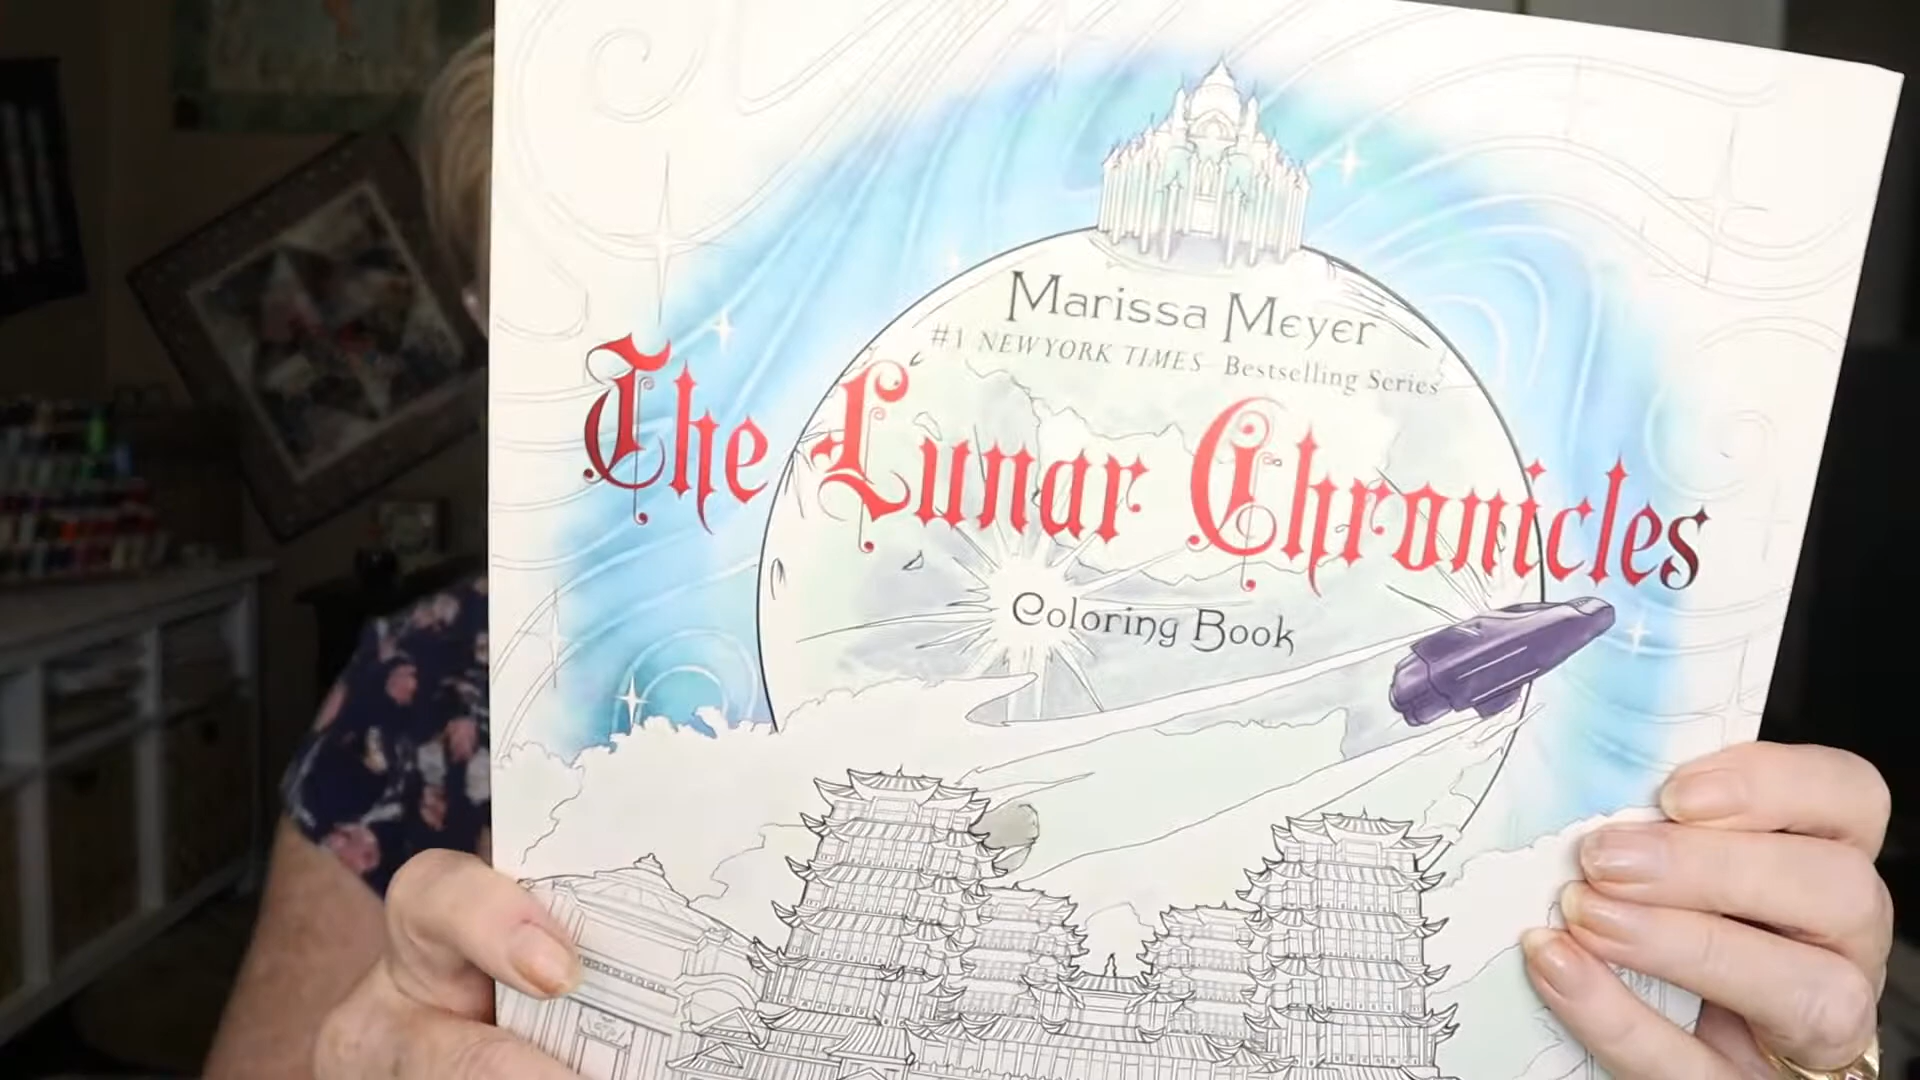 Marissa Meyer
#1 NEW YORK TIMES Bestselling Series
The Lunar Chronicles
Coloring Book